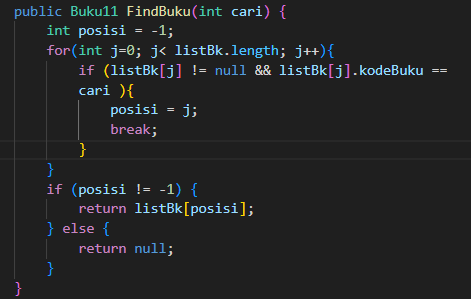 public Buku11 FindBuku(int cari) {
    int posisi = -1;
    for(int j=0; j< listBk.length; j++){
        if (listBk[j] != null && listBk[j].kodeBuku ==
        cari ){
            posisi = j;
            break;
        }
    }
    if (posisi != -1) {
        return listBk[posisi];
    } else {
        return null;
    }
}